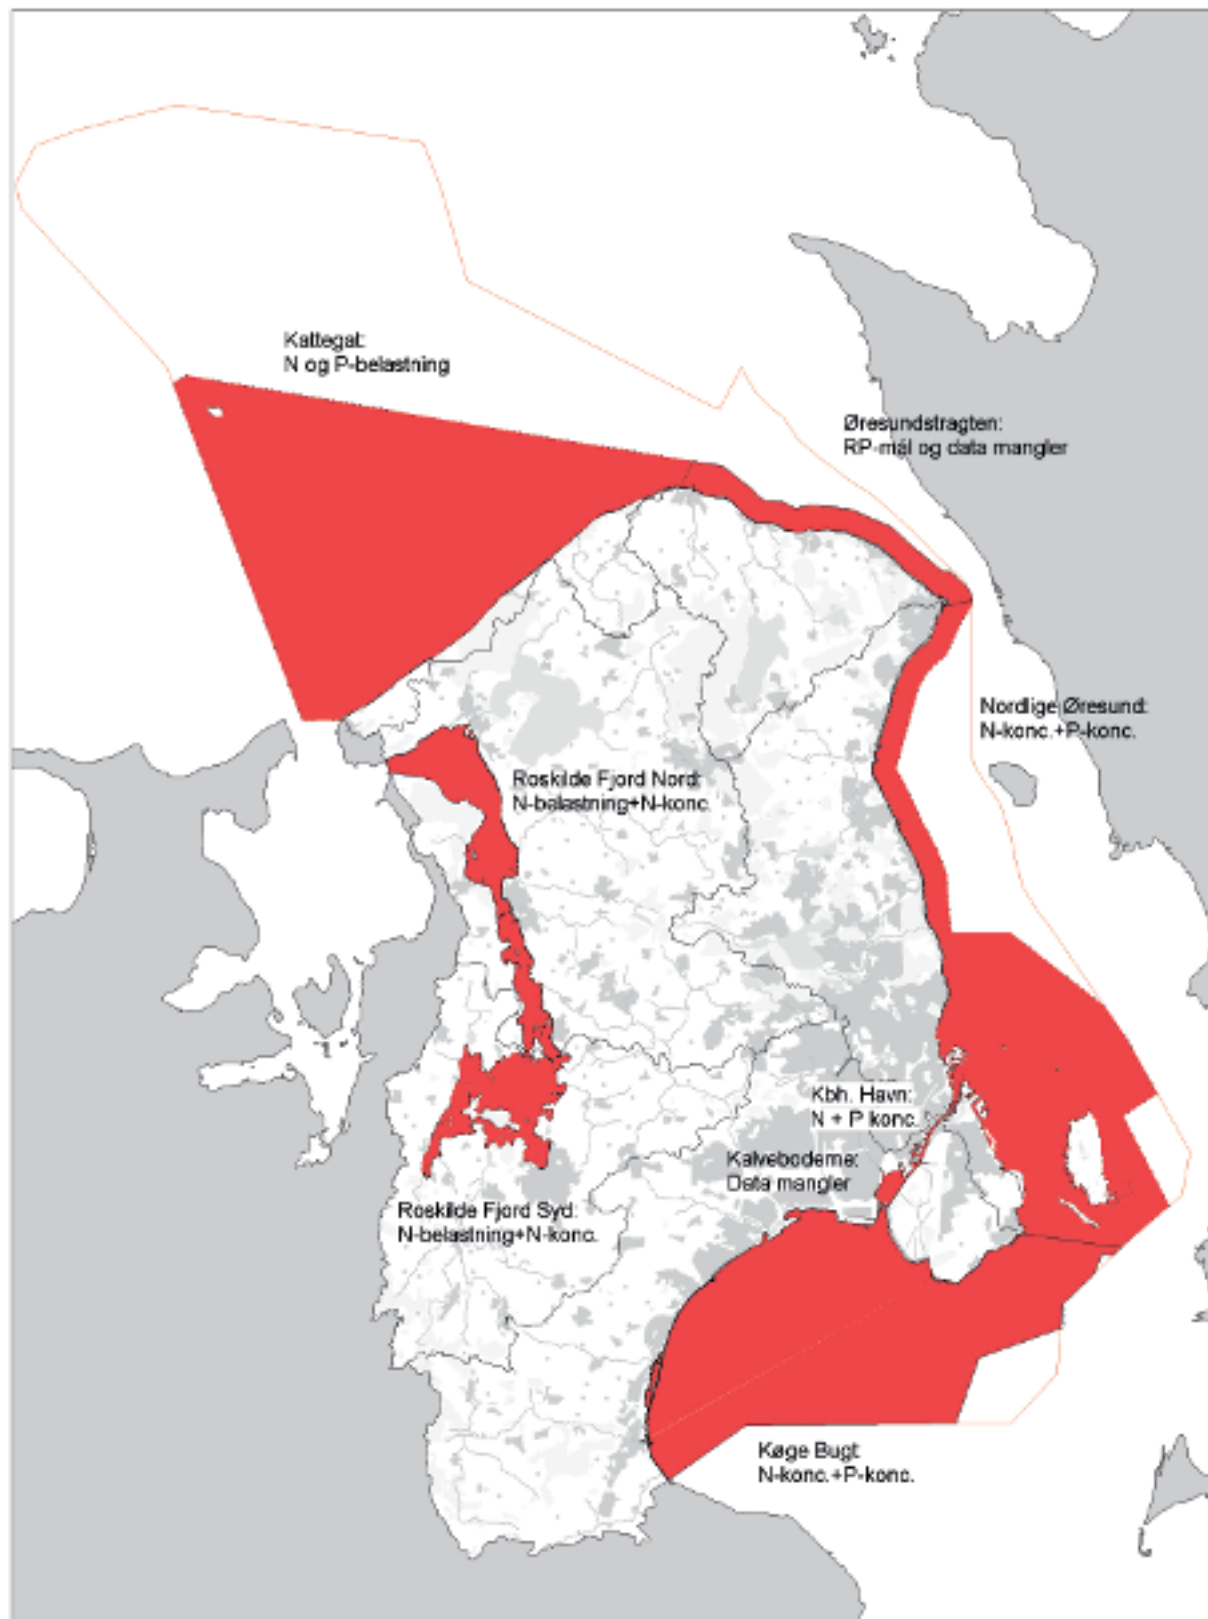 Kattegat:
N og P-belastning
Øresundstragten:
RP-mål og data mangler
Nordlige Øresund:
N-konc.+P-konc.
Roskilde Fjord Nord:
N-balastning+N-konc.
Kbh. Havn:
N + P konc.
Kalveboderne:
Data mangler
Roskilde Fjord Syd:
N-belastning+N-konc.
Køge Bugt:
N-konc.+P-konc.